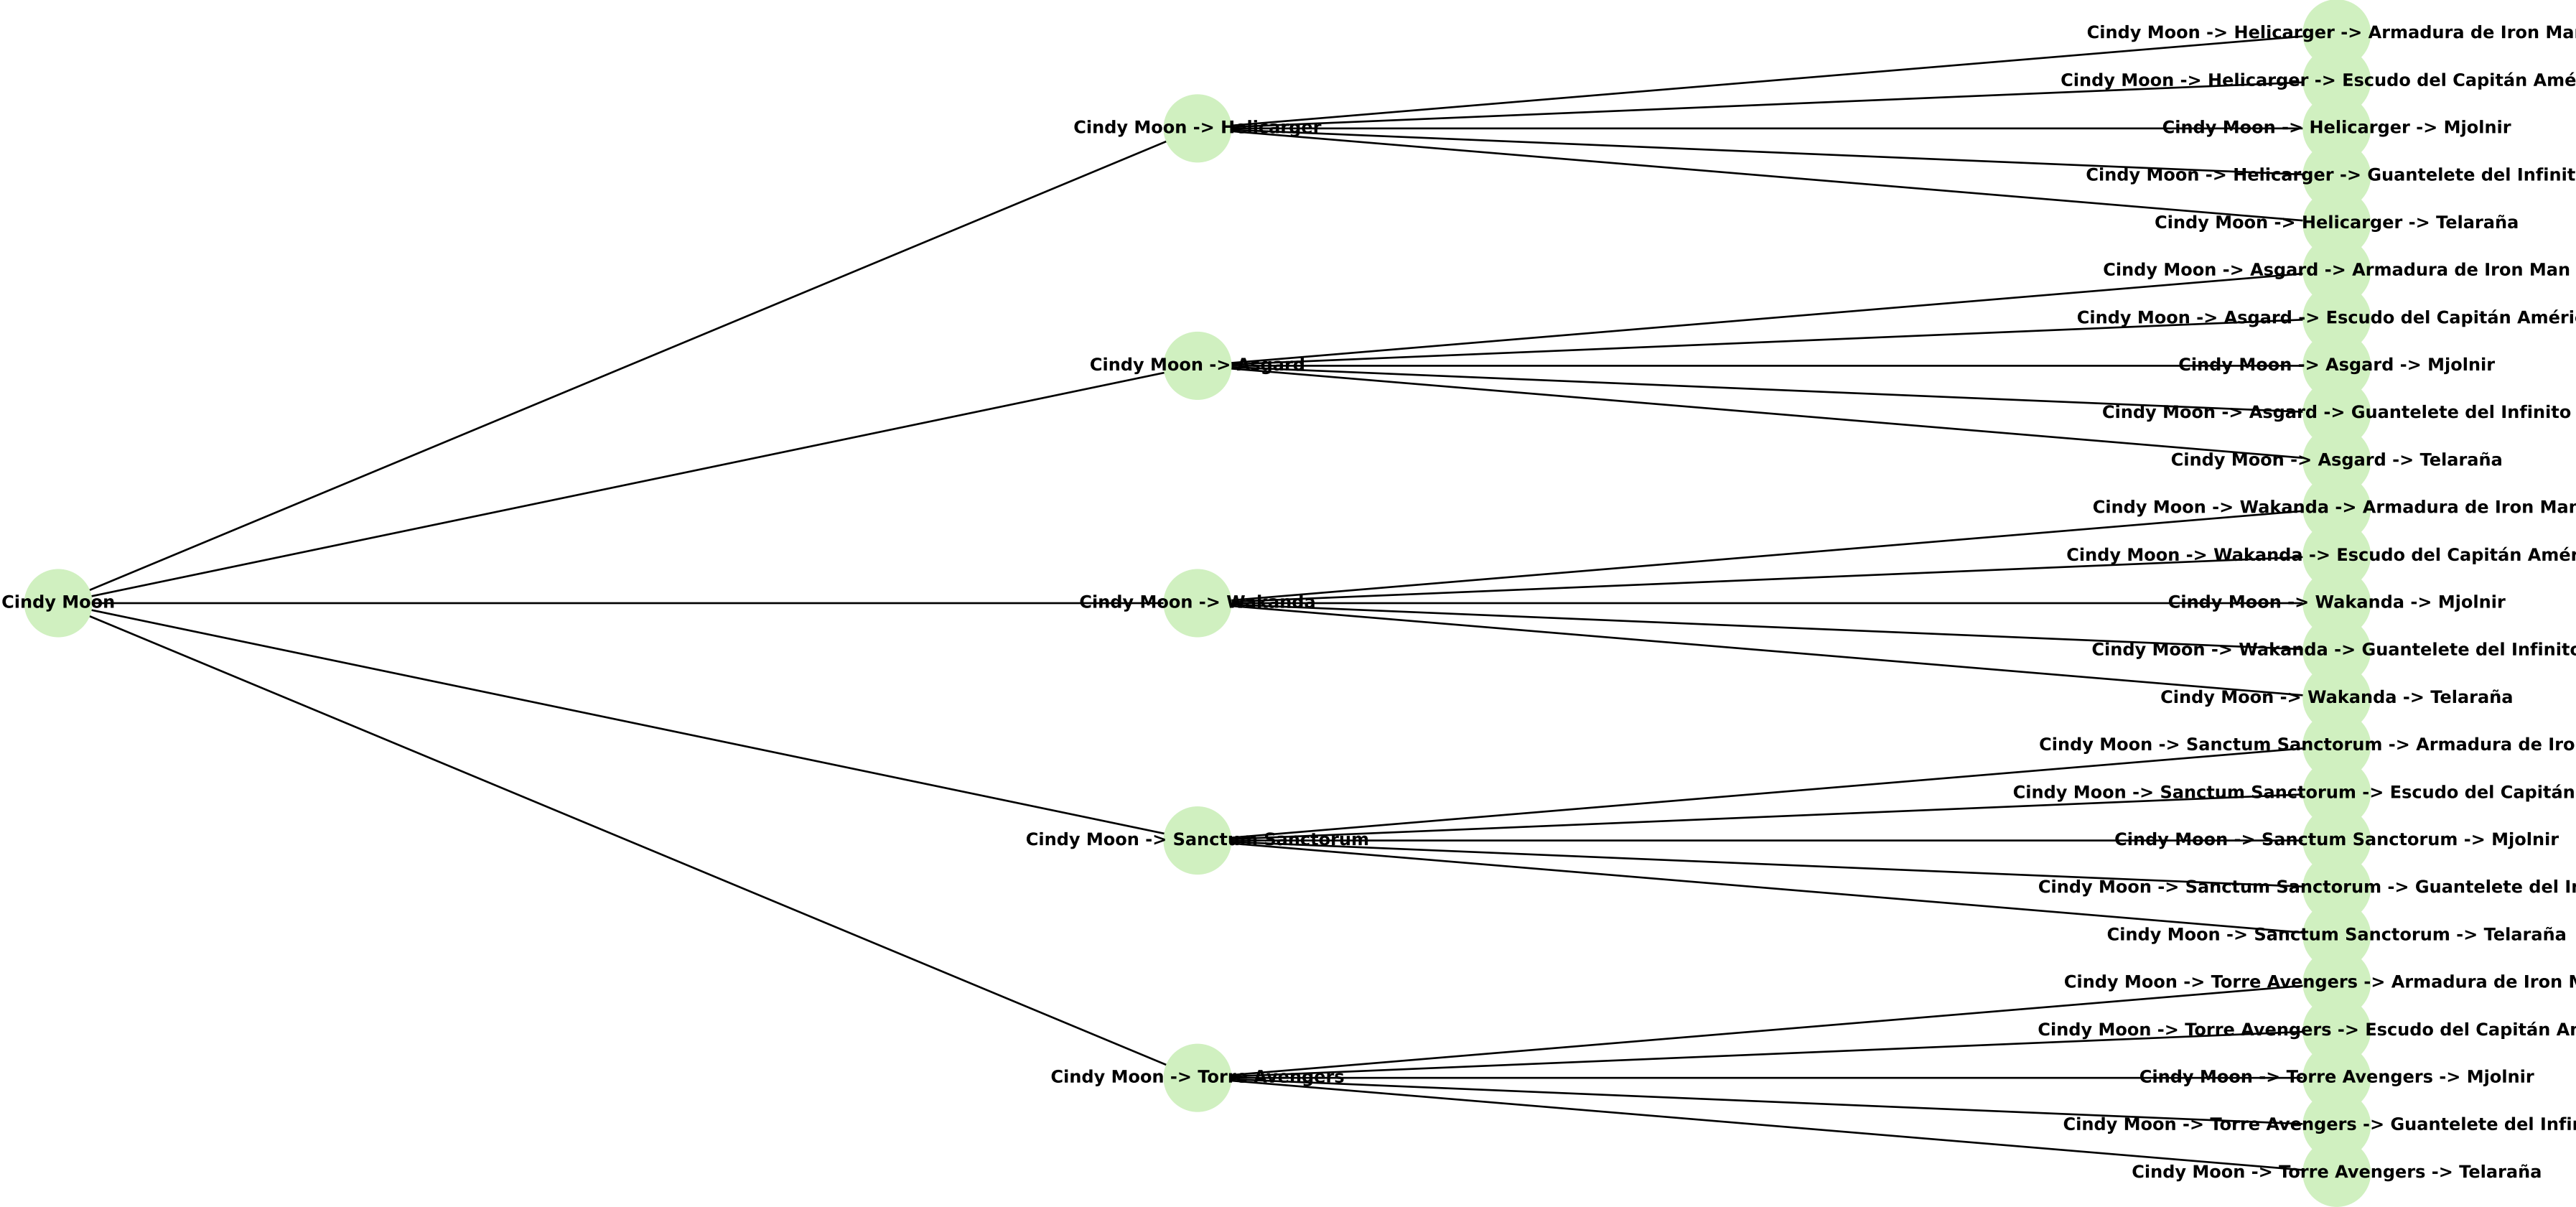 Cindy Moon -> Helicarger -> Armadura de Iron Ma
Cindy Moon -> Helicarger -> Escudo del Capitán Amé
Cindy Moon -> Helicarger
Cindy Moon -> Helicarger -> Mjolnir
Cindy Moon -> Helicarger -> Guantelete del Infinit
Cindy Moon -> Helicarger -> Telaraña
Cindy Moon -> Asgard -> Armadura de Iron Man
Cindy Moon -> Asgard -> Escudo del Capitán Améri
Cindy Moon -> Asgard
Cindy Moon -> Asgard -> Mjolnir
Cindy Moon -> Asgard -> Guantelete del Infinito
Cindy Moon -> Asgard -> Telaraña
Cindy Moon -> Wakanda -> Armadura de Iron Man
Cindy Moon -> Wakanda -> Escudo del Capitán Amér
Cindy Moon
Cindy Moon -> Wakanda
Cindy Moon -> Wakanda -> Mjolnir
Cindy Moon -> Wakanda -> Guantelete del Infinito
Cindy Moon -> Wakanda -> Telaraña
Cindy Moon -> Sanctum Sanctorum -> Armadura de Iro
Cindy Moon -> Sanctum Sanctorum -> Escudo del Capitán
Cindy Moon -> Sanctum Sanctorum
Cindy Moon -> Sanctum Sanctorum -> Mjolnir
Cindy Moon -> Sanctum Sanctorum -> Guantelete del I
Cindy Moon -> Sanctum Sanctorum -> Telaraña
Cindy Moon -> Torre Avengers -> Armadura de Iron M
Cindy Moon -> Torre Avengers -> Escudo del Capitán A
Cindy Moon -> Torre Avengers
Cindy Moon -> Torre Avengers -> Mjolnir
Cindy Moon -> Torre Avengers -> Guantelete del Infi
Cindy Moon -> Torre Avengers -> Telaraña